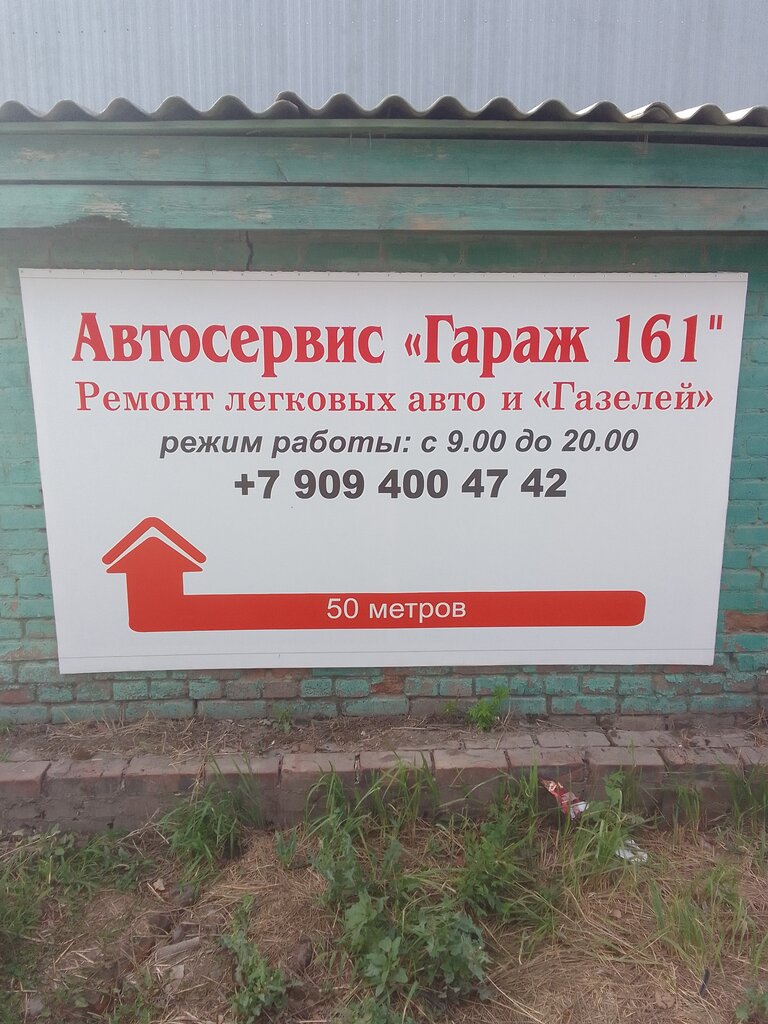 Автосервис «Гараж 161"
Ремонт легковых авто и «Газелей»
режим работы: с 9.00 до 20.00
+7 909 400 47 42
50 метров